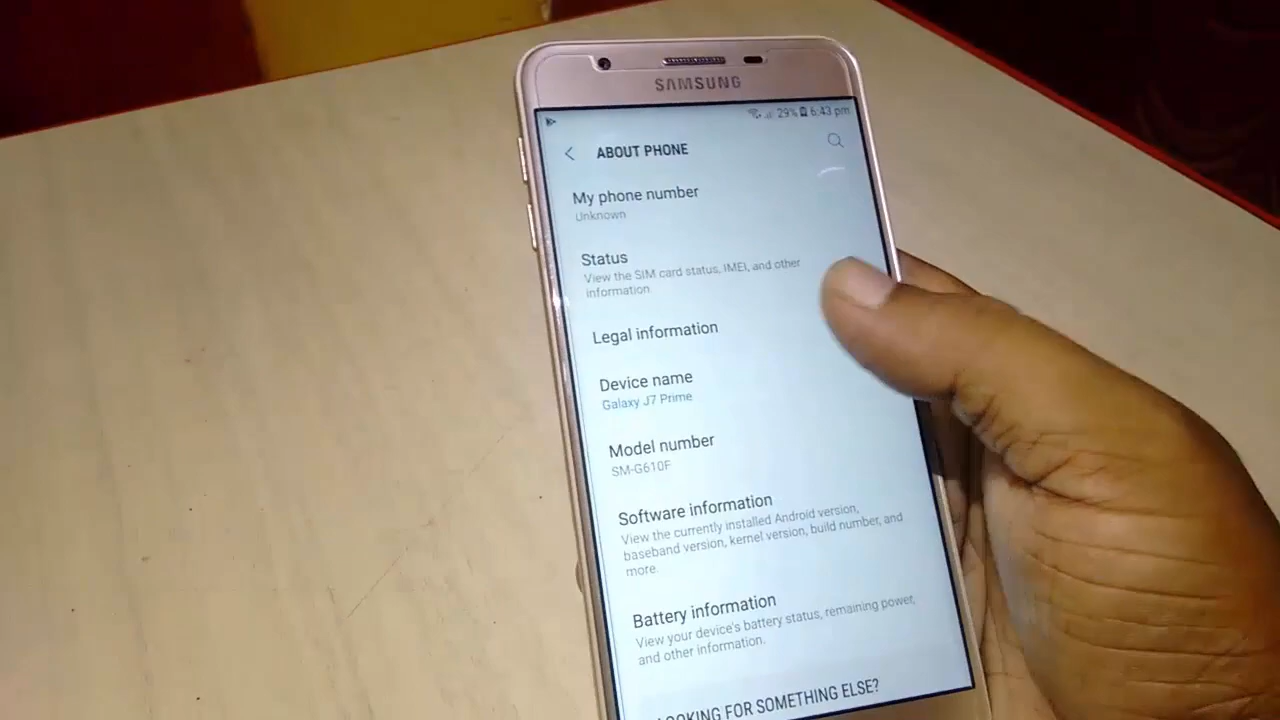 SAMSUNG
29% 6:43 pm
ABOUT PHONE
My phone number
Unknown
Status
View the SIM card status, IMEI, and other
information.
Legal information
Device name
Galaxy J7 Prime
Model number
SM-G610F
Software information
View the currently installed Android version,
baseband version, kernel version, build number, and
more.
Battery information
View your device's battery status, remaining power,
and other information.
LOOKING FOR SOMETHING ELSE?